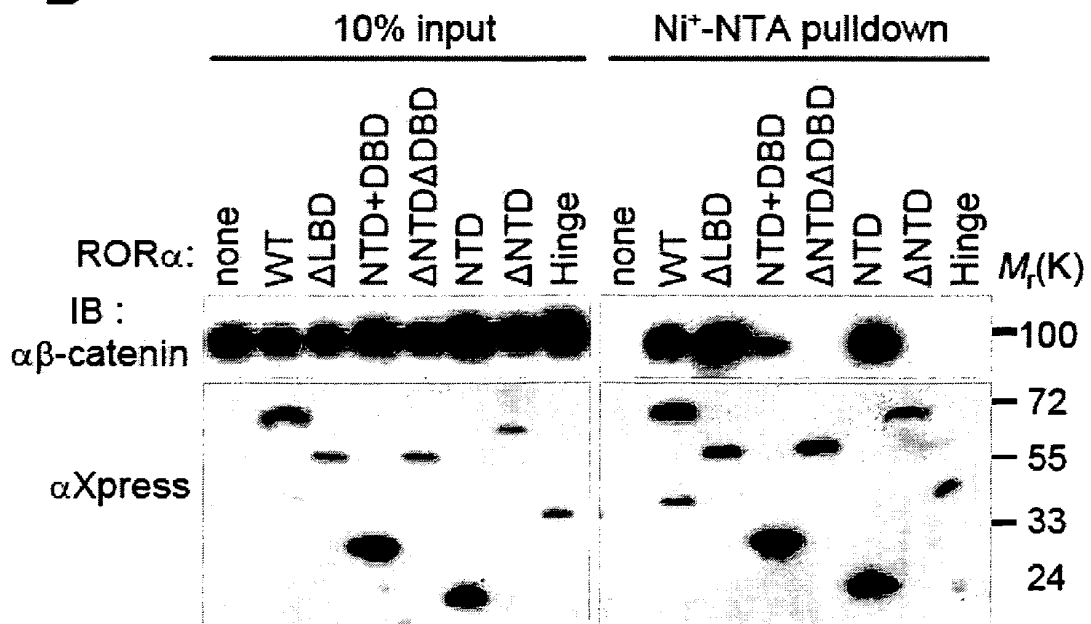 10% input
Ni⁺-NTA pulldown
RORα:
none
WT
ΔLBD
NTD+DBD
ΔNTDΔDBD
NTD
ΔNTD
Hinge
none
WT
ΔLBD
NTD+DBD
ΔNTDΔDBD
NTD
ΔNTD
Hinge
Mr(K)
IB :
αβ-catenin
100
αXpress
72
55
33
24